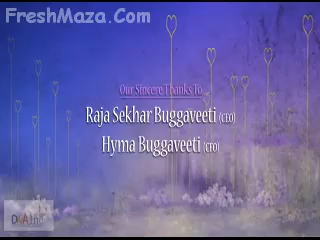 FreshMaza.Com
Our Sincere Thanks To
Raja Sekhar Buggaveeti (CEO)
Hyma Buggaveeti (CFO)